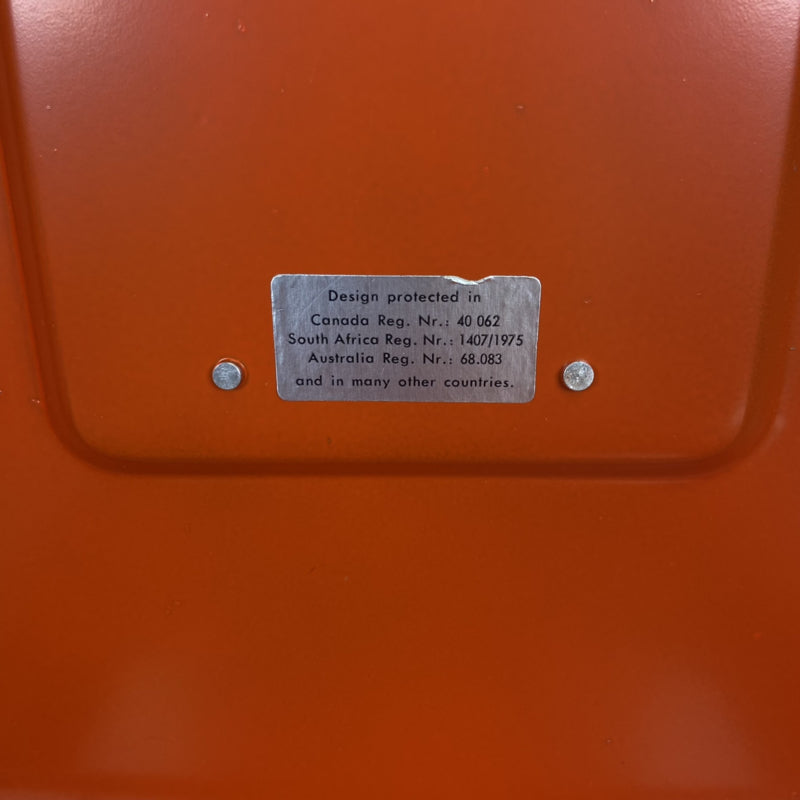 Design protected in
Canada Reg. Nr.: 40 062
South Africa Reg. Nr.: 1407/1975
Australia Reg. Nr.: 68.083
and in many other countries.